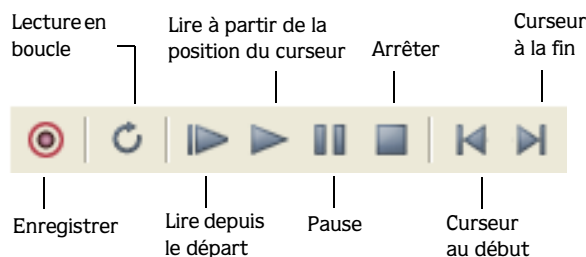 Lecture en
boucle
Lire à partir de la
position du curseur
Arrêter
Curseur
à la fin
Enregistrer
Lire depuis
le départ
Pause
Curseur
au début